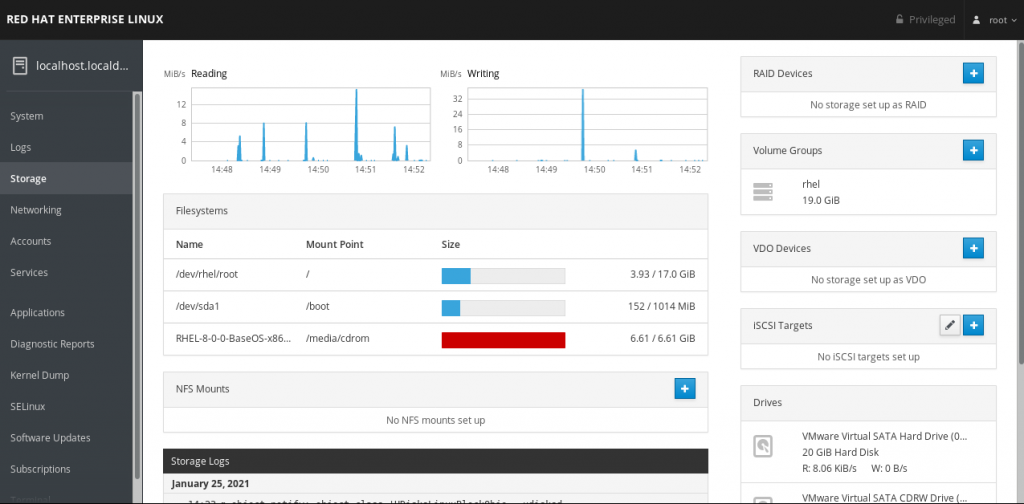 RED HAT ENTERPRISE LINUX
Privileged
root
localhost.locald...
System
Logs
Storage
Networking
Accounts
Services
Applications
Diagnostic Reports
Kernel Dump
SELinux
Software Updates
Subscriptions
Terminal
MiB/s Reading
12
8
4
0
14:48 14:49 14:50 14:51 14:52
MiB/s Writing
32
24
16
8
0
14:48 14:49 14:50 14:51 14:52
Filesystems
Name Mount Point Size
/dev/rhel/root / 3.93 / 17.0 GiB
/dev/sda1 /boot 152 / 1014 MiB
RHEL-8-0-0-BaseOS-x86... /media/cdrom 6.61 / 6.61 GiB
NFS Mounts
No NFS mounts set up
Storage Logs
January 25, 2021
RAID Devices
No storage set up as RAID
Volume Groups
rhel
19.0 GiB
VDO Devices
No storage set up as VDO
iSCSI Targets
No iSCSI targets set up
Drives
VMware Virtual SATA Hard Drive (0...
20 GiB Hard Disk
R: 8.06 KiB/s W: 0 B/s
VMware Virtual SATA CDRW Drive (